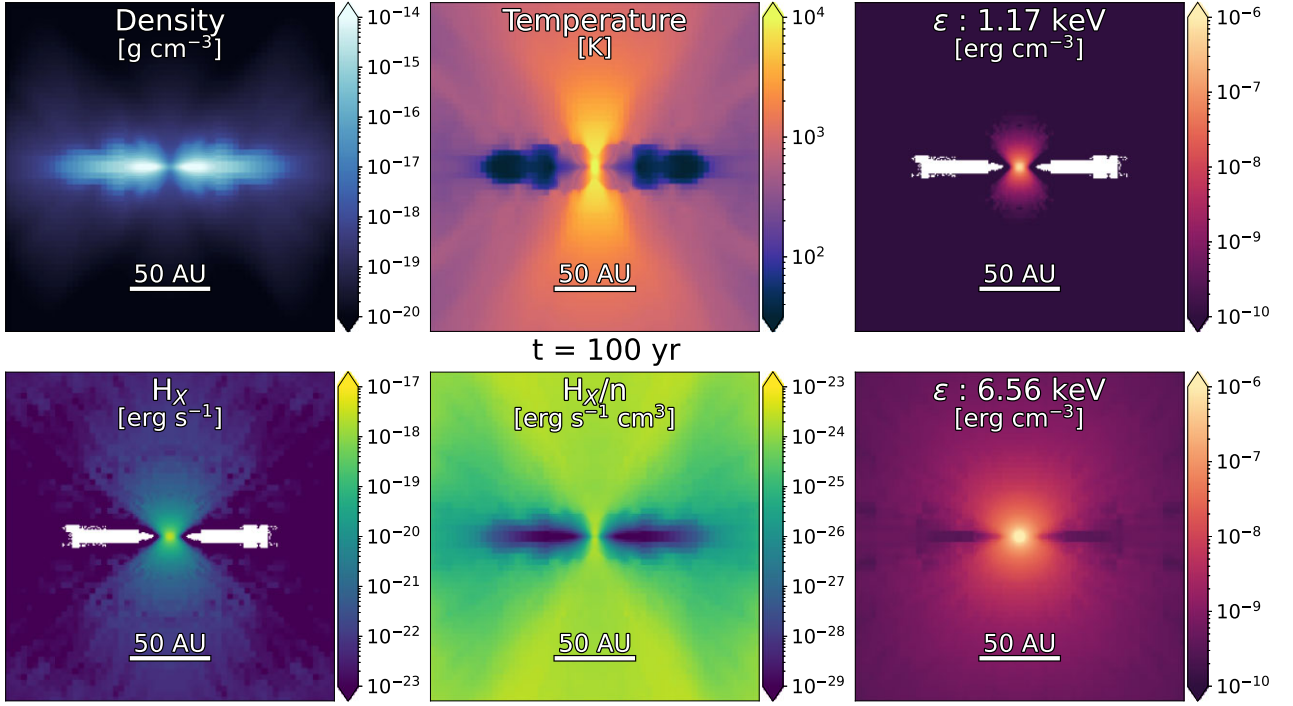 Density
[g cm⁻³]
50 AU
10⁻¹⁴
10⁻¹⁵
10⁻¹⁶
10⁻¹⁷
10⁻¹⁸
10⁻¹⁹
10⁻²⁰
Temperature
[K]
50 AU
10⁴
10³
10²
ε : 1.17 keV
[erg cm⁻³]
50 AU
10⁻⁶
10⁻⁷
10⁻⁸
10⁻⁹
10⁻¹⁰
t = 100 yr
Hₓ
[erg s⁻¹]
50 AU
10⁻¹⁷
10⁻¹⁸
10⁻¹⁹
10⁻²⁰
10⁻²¹
10⁻²²
10⁻²³
Hₓ/n
[erg s⁻¹ cm³]
50 AU
10⁻²³
10⁻²⁴
10⁻²⁵
10⁻²⁶
10⁻²⁷
10⁻²⁸
10⁻²⁹
ε : 6.56 keV
[erg cm⁻³]
50 AU
10⁻⁶
10⁻⁷
10⁻⁸
10⁻⁹
10⁻¹⁰